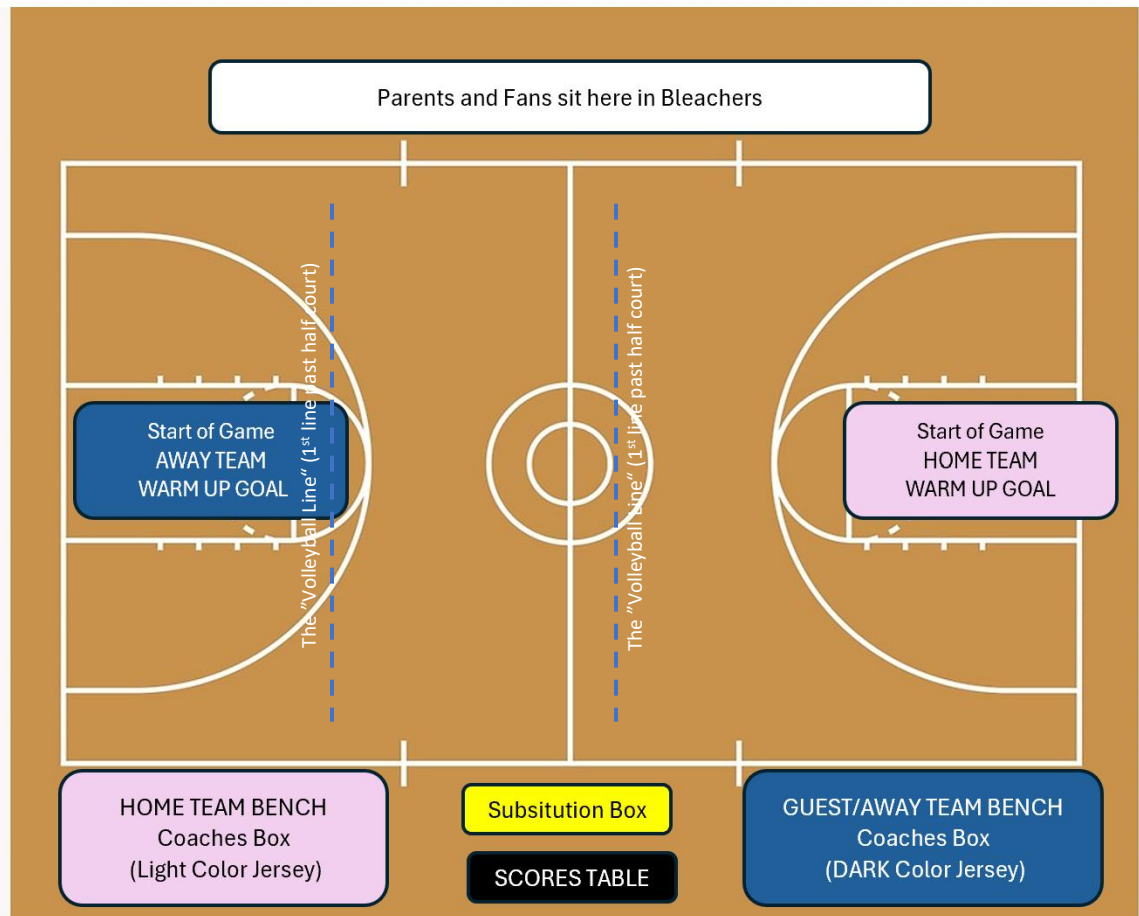 Parents and Fans sit here in Bleachers
The ”Volleyball Line“ (1st line past half court)
The ”Volleyball Line“ (1st line past half court)
Start of Game
AWAY TEAM
WARM UP GOAL
Start of Game
HOME TEAM
WARM UP GOAL
HOME TEAM BENCH
Coaches Box
(Light Color Jersey)
Subsitution Box
SCORES TABLE
GUEST/AWAY TEAM BENCH
Coaches Box
(DARK Color Jersey)